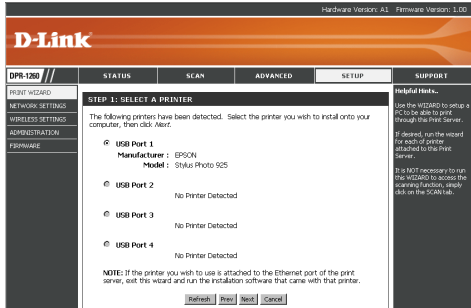 Hardware Version: A1 Firmware Version: 1.00
D-Link
DPR-1260 STATUS SCAN ADVANCED SETUP SUPPORT
PRINT WIZARD
NETWORK SETTINGS
WIRELESS SETTINGS
ADMINISTRATION
FIRMWARE
STEP 1: SELECT A PRINTER
The following printers have been detected. Select the printer you wish to install onto your
computer, then click Next.
USB Port 1
Manufacturer : EPSON
Model : Stylus Photo 925
USB Port 2
No Printer Detected
USB Port 3
No Printer Detected
USB Port 4
No Printer Detected
NOTE: If the printer you wish to use is attached to the Ethernet port of the print
server, exit this wizard and run the installation software that came with that printer.
Refresh Prev Next Cancel
Helpful Hints..
Use the WIZARD to setup a
PC to be able to print
through this Print Server.
If desired, run the wizard
for each of printer
attached to this Print
Server.
It is NOT necessary to run
this WIZARD to access the
scanning function, simply
click on the SCAN tab.